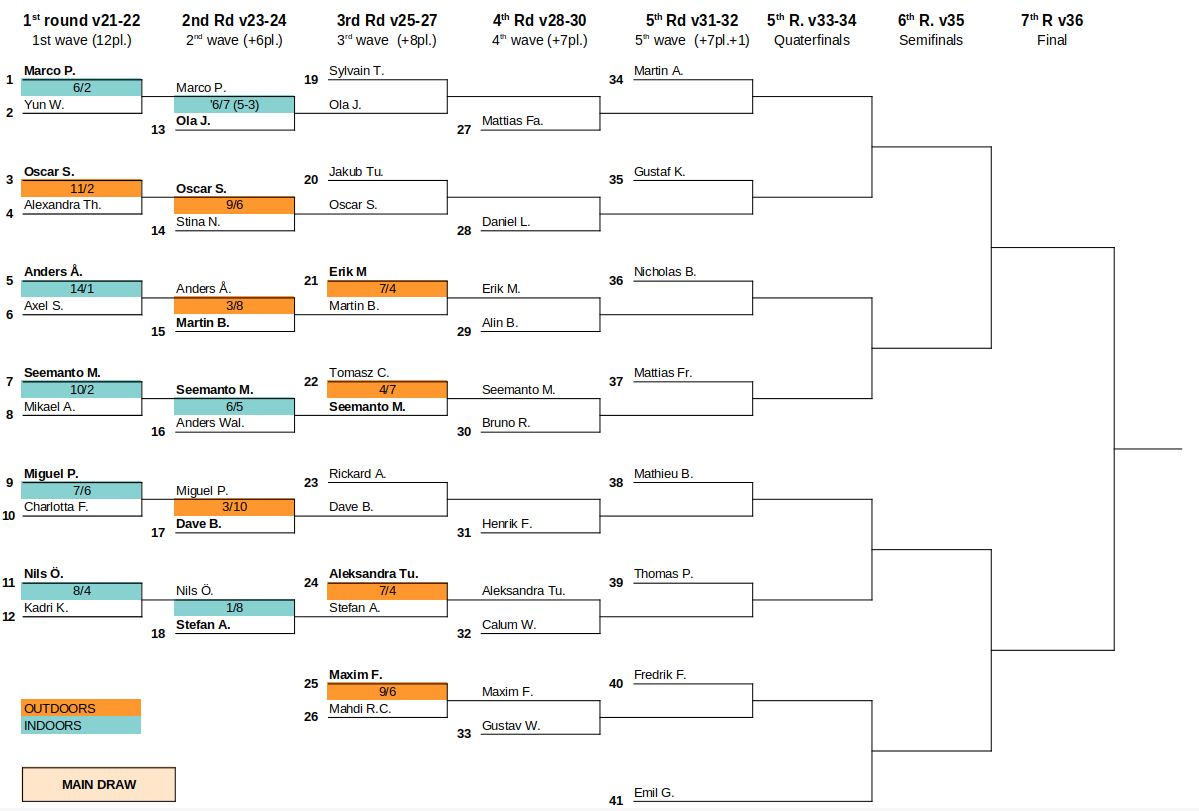 1st round v21-22 2nd Rd v23-24 3rd Rd v25-27 4th Rd v28-30 5th Rd v31-32 5th R. v33-34 6th R. v35 7th R v36
1st wave (12pl.) 2nd wave (+6pl.) 3rd wave (+8pl.) 4th wave (+7pl.) 5th wave (+7pl.+1) Quaterfinals Semifinals Final
Marco P. Sylvain T. Martin A.
1 19 34
6/2 Marco P.
Yun W. '6/7 (5-3) Ola J.
2
Ola J. Mattias Fa.
13 27
Oscar S. Jakub Tu. Gustaf K.
3 20 35
11/2 Oscar S.
Alexandra Th. 9/6 Oscar S.
4
Stina N. Daniel L.
14 28
Anders Å. Erik M Nicholas B.
5 21 36
14/1 Anders Å. 7/4 Erik M.
Axel S. 3/8 Martin B.
6
Martin B. Alin B.
15 29
Seemanto M. Tomasz C. Mattias Fr.
7 22 37
10/2 Seemanto M. 4/7 Seemanto M.
Mikael A. 6/5 Seemanto M.
8
Anders Wal. Bruno R.
16 30
Miguel P. Rickard A. Mathieu B.
9 23 38
7/6 Miguel P.
Charlotta F. 3/10 Dave B.
10
Dave B. Henrik F.
17 31
Nils Ö. Aleksandra Tu. Thomas P.
11 24 39
8/4 Nils Ö. 7/4 Aleksandra Tu.
Kadri K. 1/8 Stefan A.
12
Stefan A. Calum W.
18 32
Maxim F. Fredrik F.
25 40
9/6 Maxim F.
OUTDOORS Mahdi R.C.
26
INDOORS Gustav W.
33
MAIN DRAW Emil G.
41